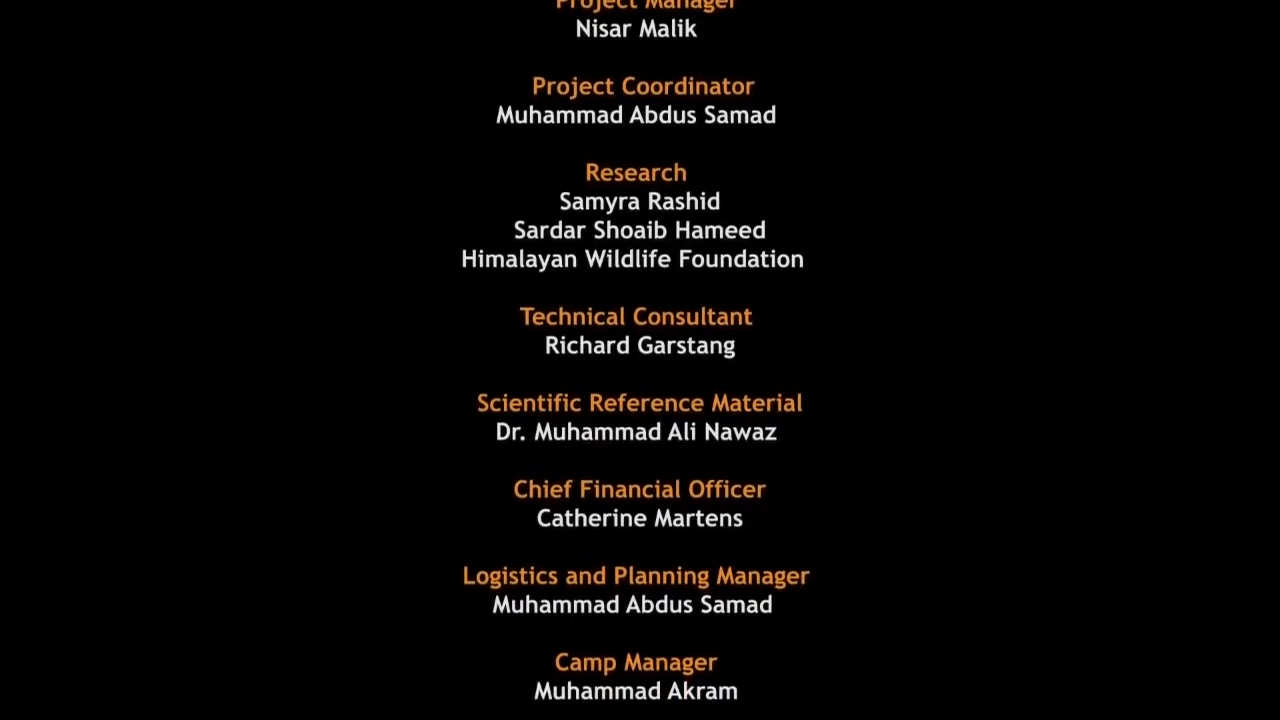 Project Manager
Nisar Malik
Project Coordinator
Muhammad Abdus Samad
Research
Samyra Rashid
Sardar Shoaib Hameed
Himalayan Wildlife Foundation
Technical Consultant
Richard Garstang
Scientific Reference Material
Dr. Muhammad Ali Nawaz
Chief Financial Officer
Catherine Martens
Logistics and Planning Manager
Muhammad Abdus Samad
Camp Manager
Muhammad Akram